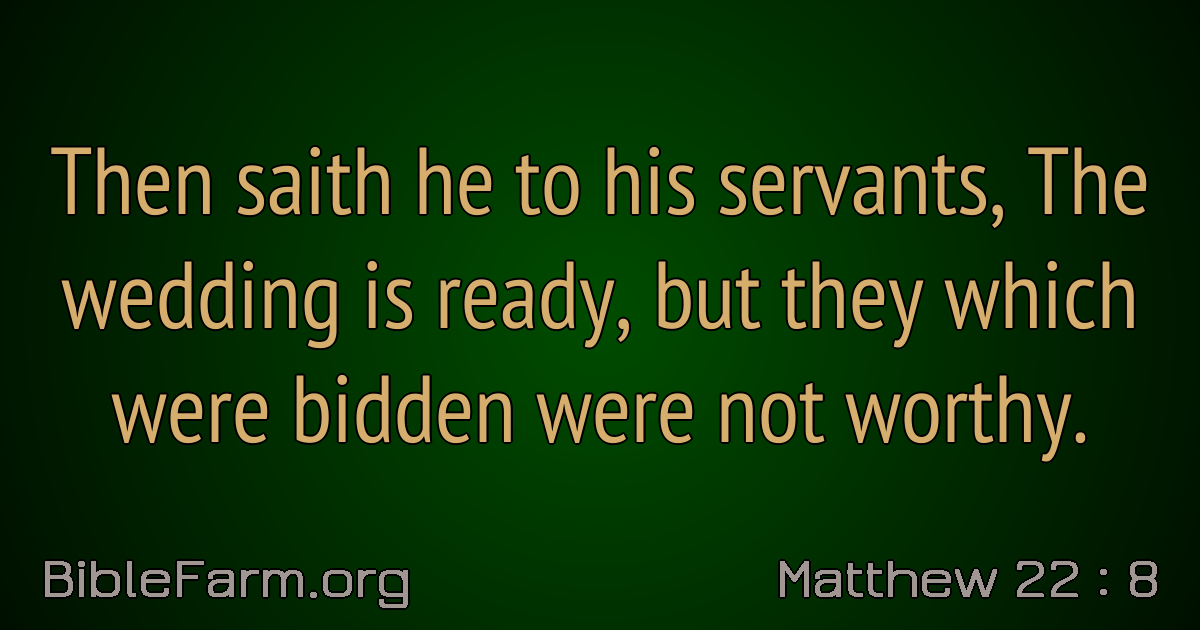 Then saith he to his servants, The
wedding is ready, but they which
were bidden were not worthy.
BibleFarm.org
Matthew 22 : 8